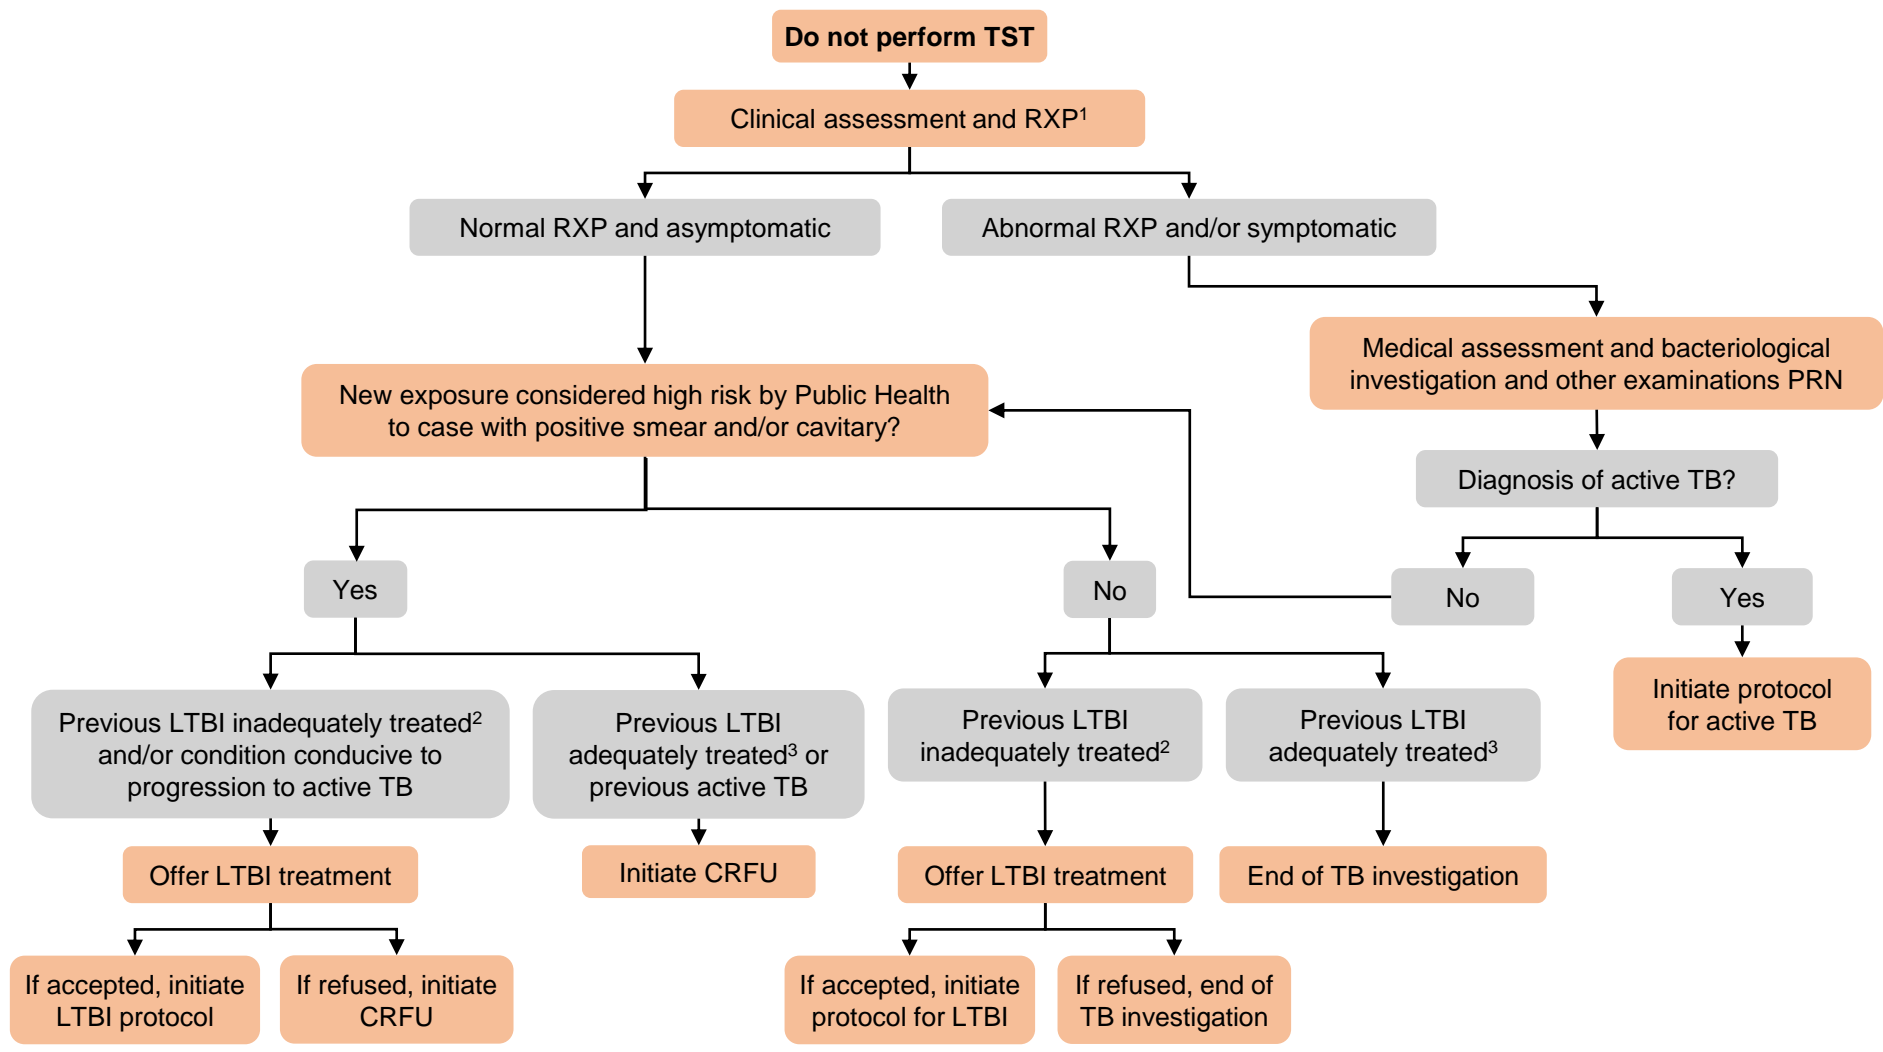 Do not perform TST
Clinical assessment and RXP¹
Normal RXP and asymptomatic
Abnormal RXP and/or symptomatic
Medical assessment and bacteriological
investigation and other examinations PRN
New exposure considered high risk by Public Health
to case with positive smear and/or cavitary?
Diagnosis of active TB?
Yes
No
No
Yes
Previous LTBI inadequately treated²
and/or condition conducive to
progression to active TB
Previous LTBI
adequately treated³ or
previous active TB
Previous LTBI
inadequately treated²
Previous LTBI
adequately treated³
Initiate protocol
for active TB
Offer LTBI treatment
Initiate CRFU
Offer LTBI treatment
End of TB investigation
If accepted, initiate
LTBI protocol
If refused, initiate
CRFU
If accepted, initiate
protocol for LTBI
If refused, end of
TB investigation